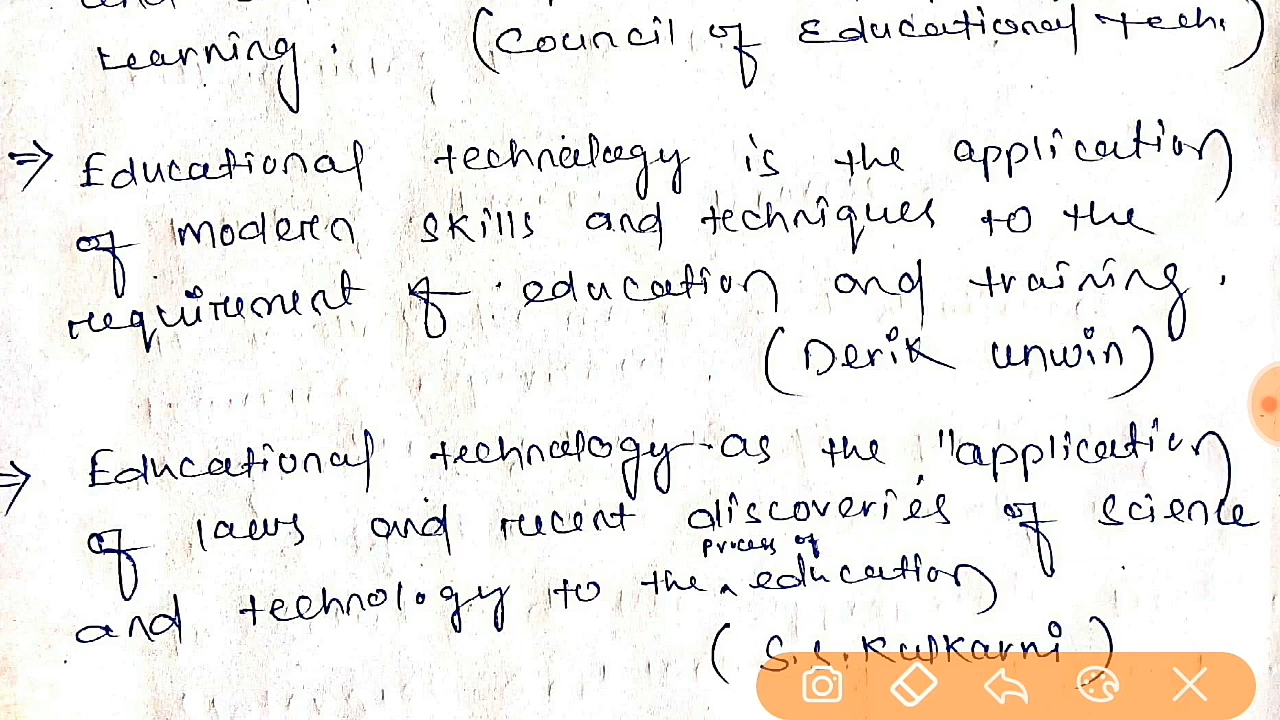 Learning. (Council of Educational tech.)
⇒ Educational technology is the application
of modern skills and techniques to the
requirement of education and training.
(Derik unwin)
⇒ Educational technology as the "application
of laws and recent discoveries of science
process of
and technology to the ‸ education
(S.S. Kulkarni)